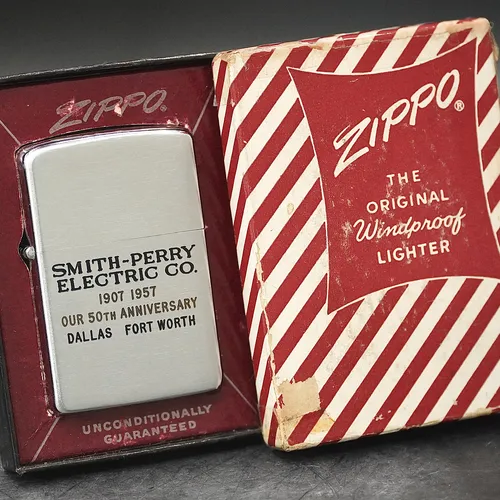 ZIPPO
SMITH-PERRY
ELECTRIC CO.
1907 1957
OUR 50TH ANNIVERSARY
DALLAS FORT WORTH
UNCONDITIONALLY
GUARANTEED
ZIPPO®
THE
ORIGINAL
Windproof
LIGHTER